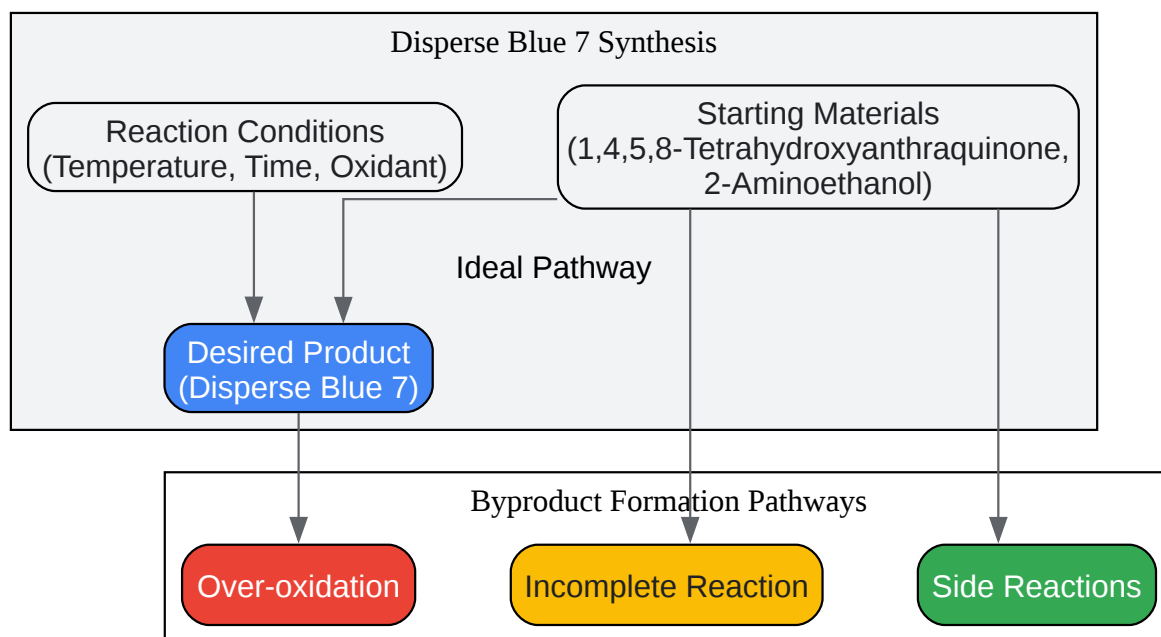 Disperse Blue 7 Synthesis
Reaction Conditions
(Temperature, Time, Oxidant)
Starting Materials
(1,4,5,8-Tetrahydroxyanthraquinone,
2-Aminoethanol)
Ideal Pathway
Desired Product
(Disperse Blue 7)
Byproduct Formation Pathways
Over-oxidation
Incomplete Reaction
Side Reactions